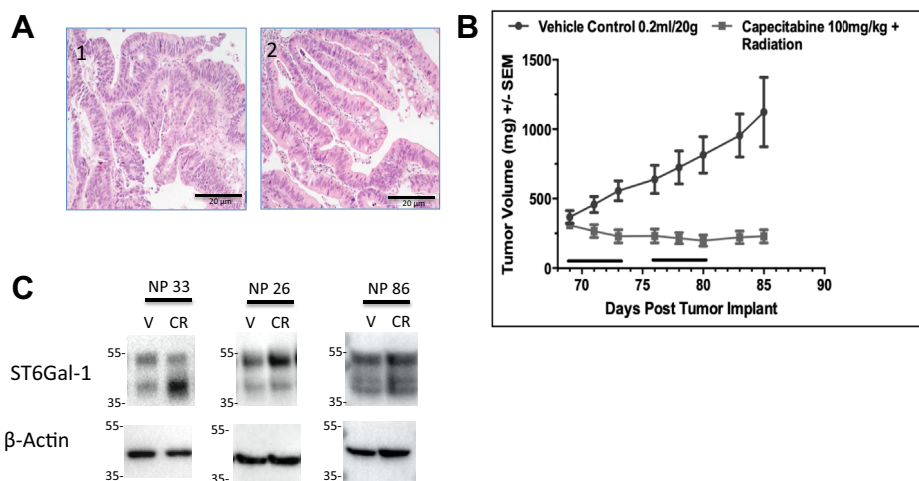 A
1
20 µm
2
20 µm
B
Vehicle Control 0.2ml/20g
Capecitabine 100mg/kg +
Radiation
Tumor Volume (mg) +/- SEM
1500
1000
500
0
70 75 80 85 90
Days Post Tumor Implant
C
NP 33 NP 26 NP 86
V CR V CR V CR
ST6Gal-1
55-
35-
55-
35-
55-
35-
β-Actin
55-
35-
55-
35-
55-
35-